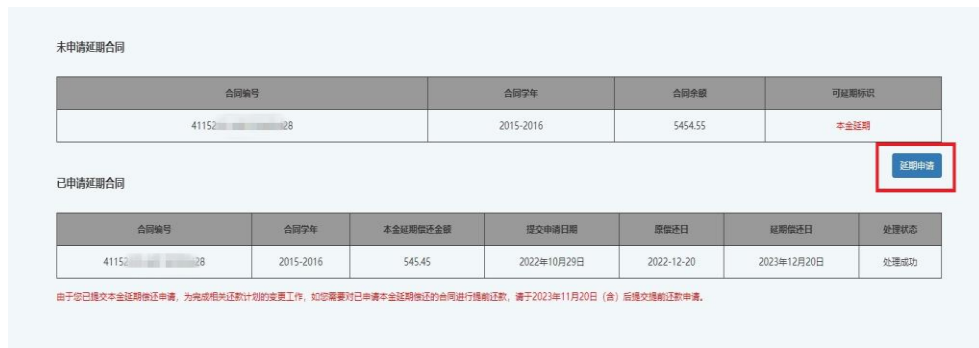 未申请延期合同
合同编号 合同学年 合同余额 可延期标识
41152 28 2015-2016 5454.55 本金延期
延期申请
已申请延期合同
合同编号 合同学年 本金延期偿还金额 提交申请日期 原偿还日 延期偿还日 处理状态
41152 28 2015-2016 545.45 2022年10月29日 2022-12-20 2023年12月20日 处理成功
由于您已提交本金延期偿还申请，为完成相关还款计划的变更工作，如您需要对已申请本金延期偿还的合同进行提前还款，请于2023年11月20日（含）后提交提前还款申请。